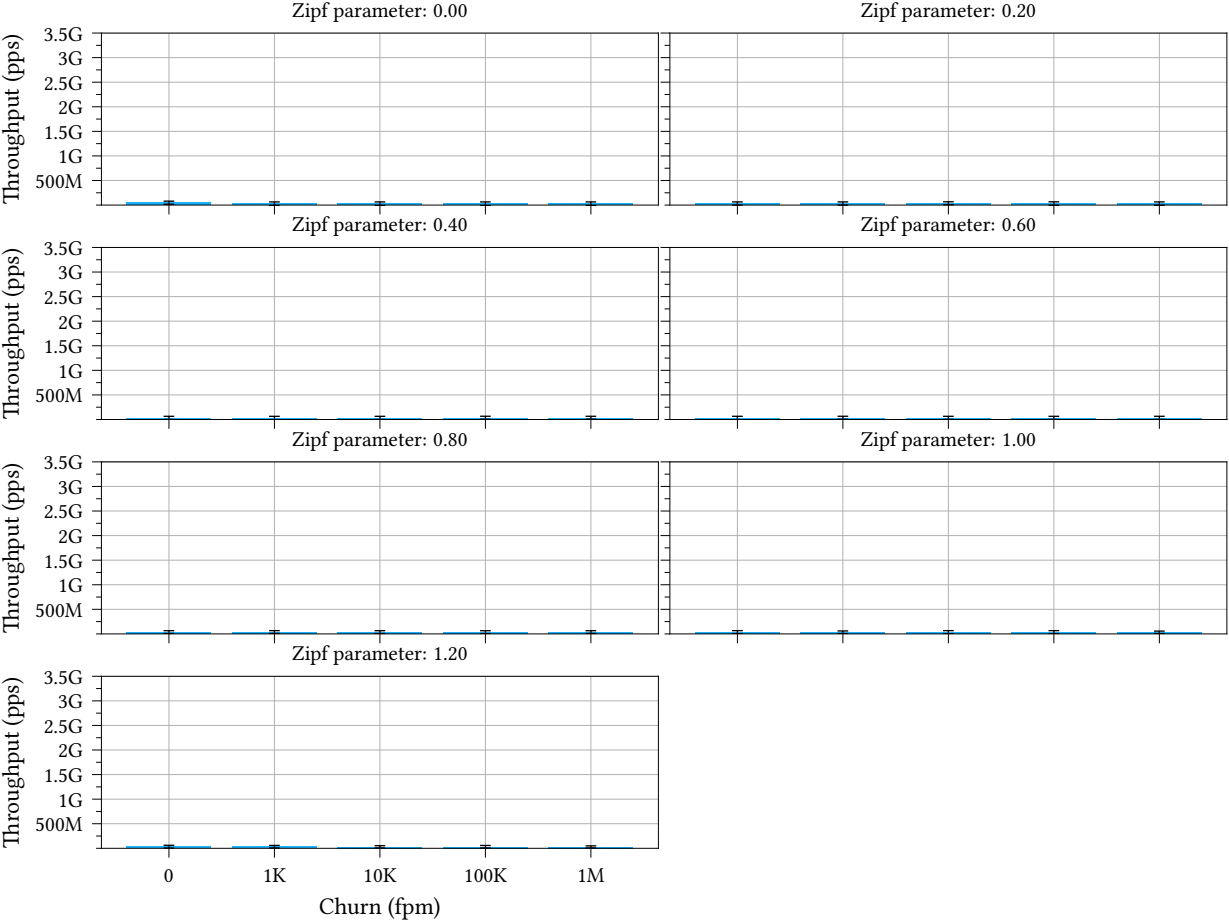 Zipf parameter: 0.00
Zipf parameter: 0.20
Throughput (pps)
3.5G
3G
2.5G
2G
1.5G
1G
500M
Zipf parameter: 0.40
Zipf parameter: 0.60
Throughput (pps)
3.5G
3G
2.5G
2G
1.5G
1G
500M
Zipf parameter: 0.80
Zipf parameter: 1.00
Throughput (pps)
3.5G
3G
2.5G
2G
1.5G
1G
500M
Zipf parameter: 1.20
Throughput (pps)
3.5G
3G
2.5G
2G
1.5G
1G
500M
0 1K 10K 100K 1M
Churn (fpm)